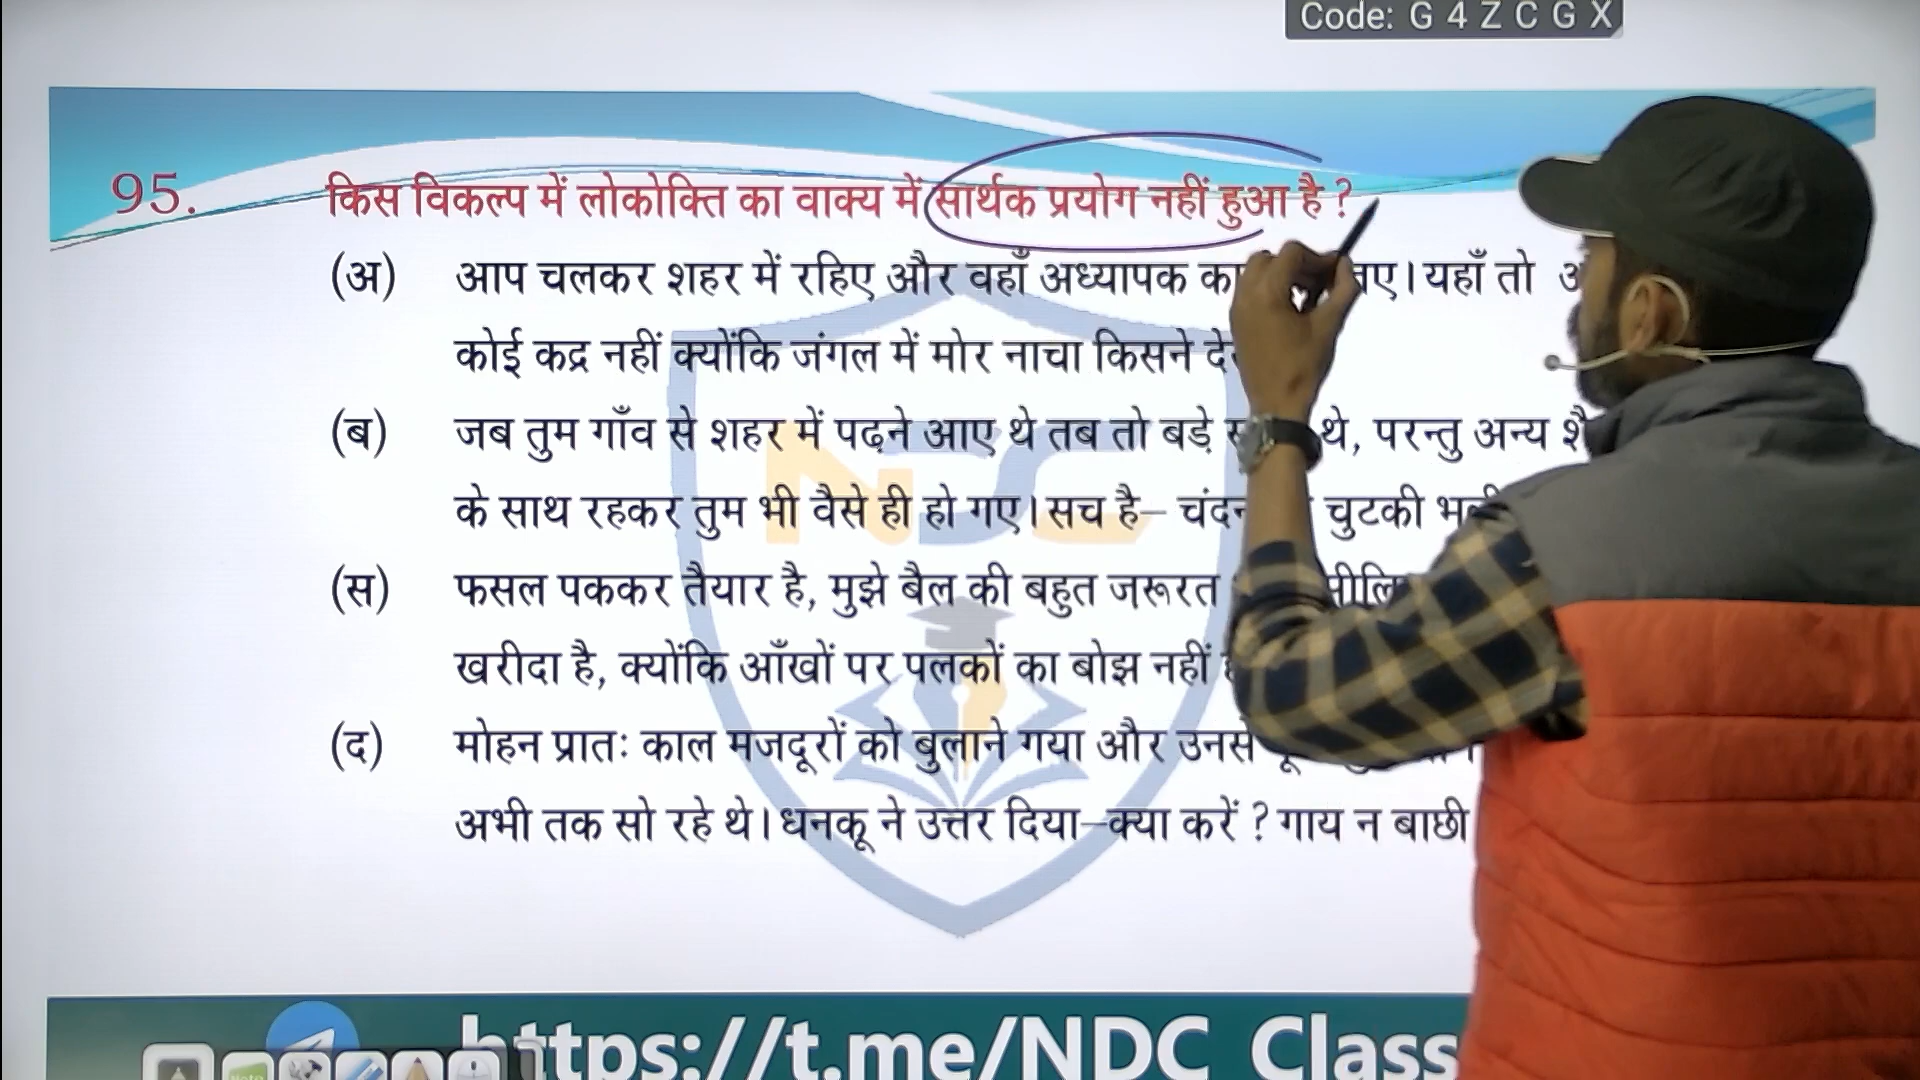 Code: G 4 Z C G X
95. किस विकल्प में लोकोक्ति का वाक्य में सार्थक प्रयोग नहीं हुआ है ?
(अ) आप चलकर शहर में रहिए और वहाँ अध्यापक का यहाँ तो
कोई कद्र नहीं क्योंकि जंगल में मोर नाचा किसने
(ब) जब तुम गाँव से शहर में पढ़ने आए थे तब तो बड़े थे, परन्तु अन्य
के साथ रहकर तुम भी वैसे ही हो गए। सच है– चुटकी
(स) फसल पककर तैयार है, मुझे बैल की बहुत जरूरत
खरीदा है, क्योंकि आँखों पर पलकों का बोझ नहीं
(द) मोहन प्रातः काल मजदूरों को बुलाने गया और उनसे
अभी तक सो रहे थे। धनकू ने उत्तर दिया–क्या करें ? गाय न बाछी
NDC
https://t.me/NDC_Class